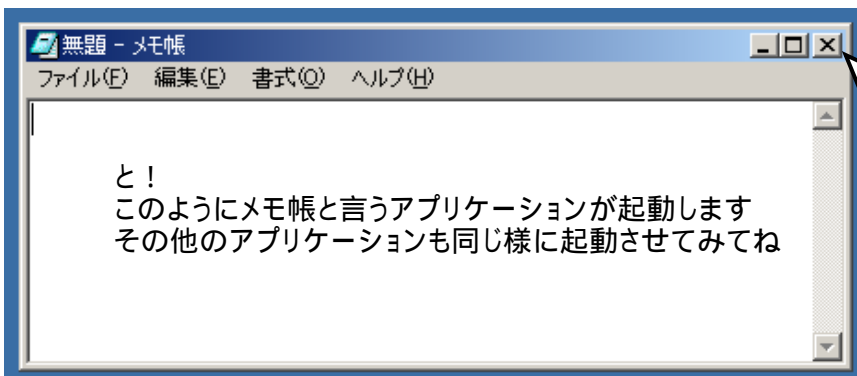 無題 - メモ帳
ファイル(F) 編集(E) 書式(O) ヘルプ(H)
と！
このようにメモ帳と言うアプリケーションが起動します
その他のアプリケーションも同じ様に起動させてみてね